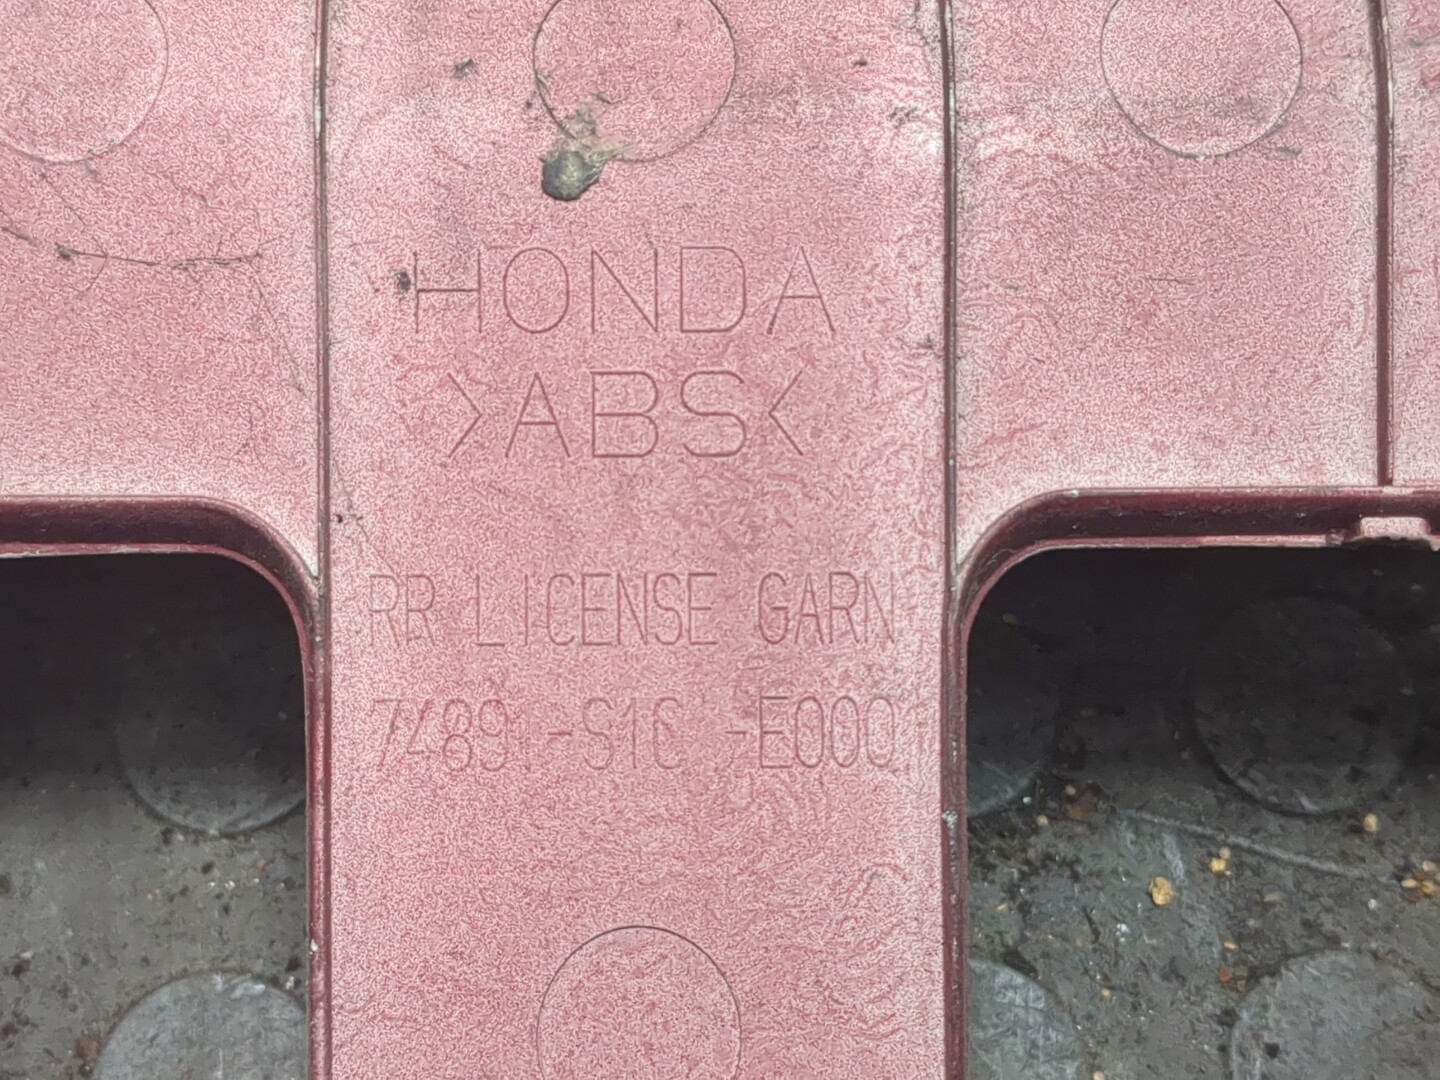 HONDA
>ABS<
RR LICENSE GARN
74891-S1C -E000